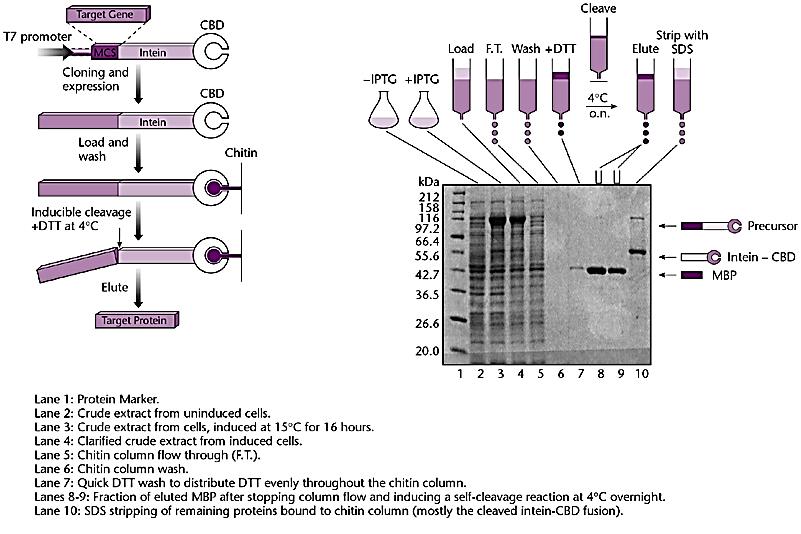 Target Gene
CBD
T7 promoter
MCS
Intein
Cloning and
expression
CBD
Intein
Load and
wash
Chitin
Inducible cleavage
+DTT at 4°C
Elute
Target Protein
Cleave
Load
F.T.
Wash
+DTT
Elute
Strip with
SDS
–IPTG
+IPTG
4°C
o.n.
kDa
212
158
116
97.2
66.4
55.6
42.7
36.5
26.6
20.0
Precursor
Intein – CBD
MBP
1 2 3 4 5 6 7 8 9 10
Lane 1: Protein Marker.
Lane 2: Crude extract from uninduced cells.
Lane 3: Crude extract from cells, induced at 15°C for 16 hours.
Lane 4: Clarified crude extract from induced cells.
Lane 5: Chitin column flow through (F.T.).
Lane 6: Chitin column wash.
Lane 7: Quick DTT wash to distribute DTT evenly throughout the chitin column.
Lanes 8-9: Fraction of eluted MBP after stopping column flow and inducing a self-cleavage reaction at 4°C overnight.
Lane 10: SDS stripping of remaining proteins bound to chitin column (mostly the cleaved intein-CBD fusion).